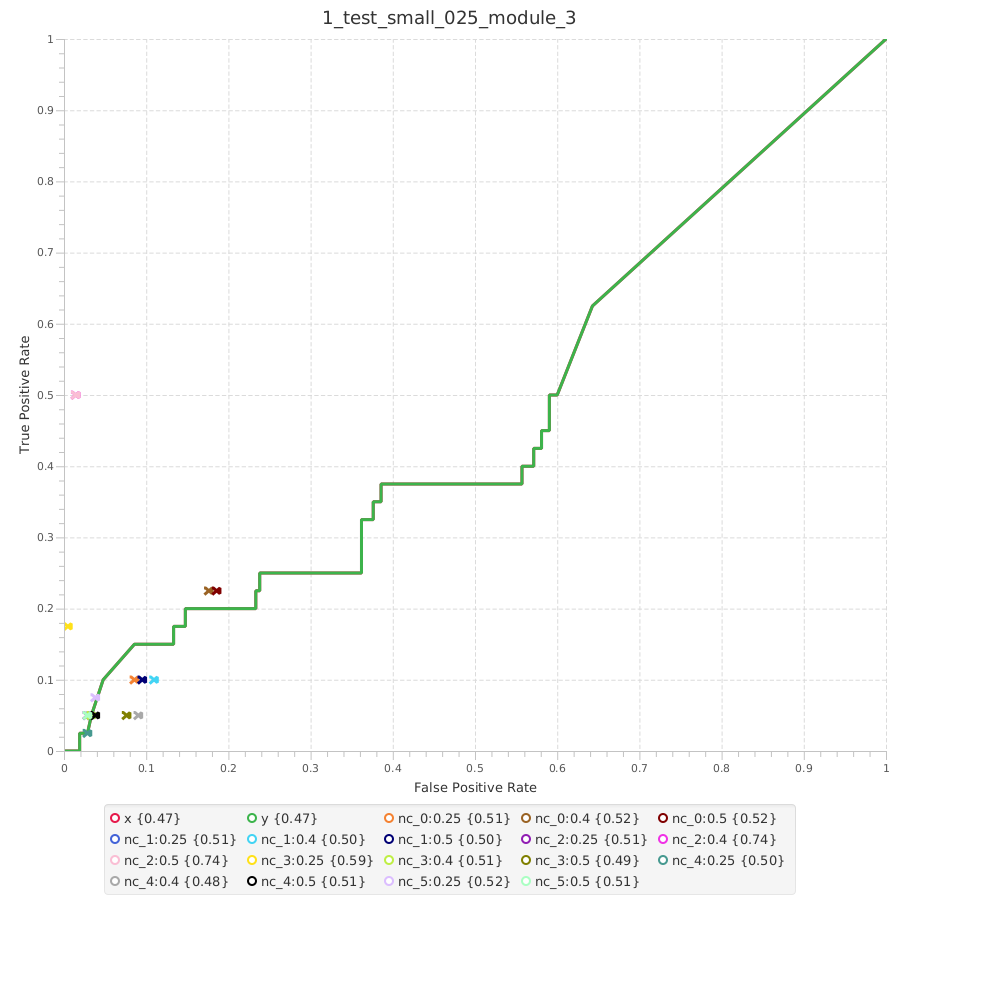 1_test_small_025_module_3
1
0.9
0.8
0.7
0.6
0.5
0.4
0.3
0.2
0.1
0
True Positive Rate
0 0.1 0.2 0.3 0.4 0.5 0.6 0.7 0.8 0.9 1
False Positive Rate
x {0.47} y {0.47} nc_0:0.25 {0.51} nc_0:0.4 {0.52} nc_0:0.5 {0.52}
nc_1:0.25 {0.51} nc_1:0.4 {0.50} nc_1:0.5 {0.50} nc_2:0.25 {0.51} nc_2:0.4 {0.74}
nc_2:0.5 {0.74} nc_3:0.25 {0.59} nc_3:0.4 {0.51} nc_3:0.5 {0.49} nc_4:0.25 {0.50}
nc_4:0.4 {0.48} nc_4:0.5 {0.51} nc_5:0.25 {0.52} nc_5:0.5 {0.51}